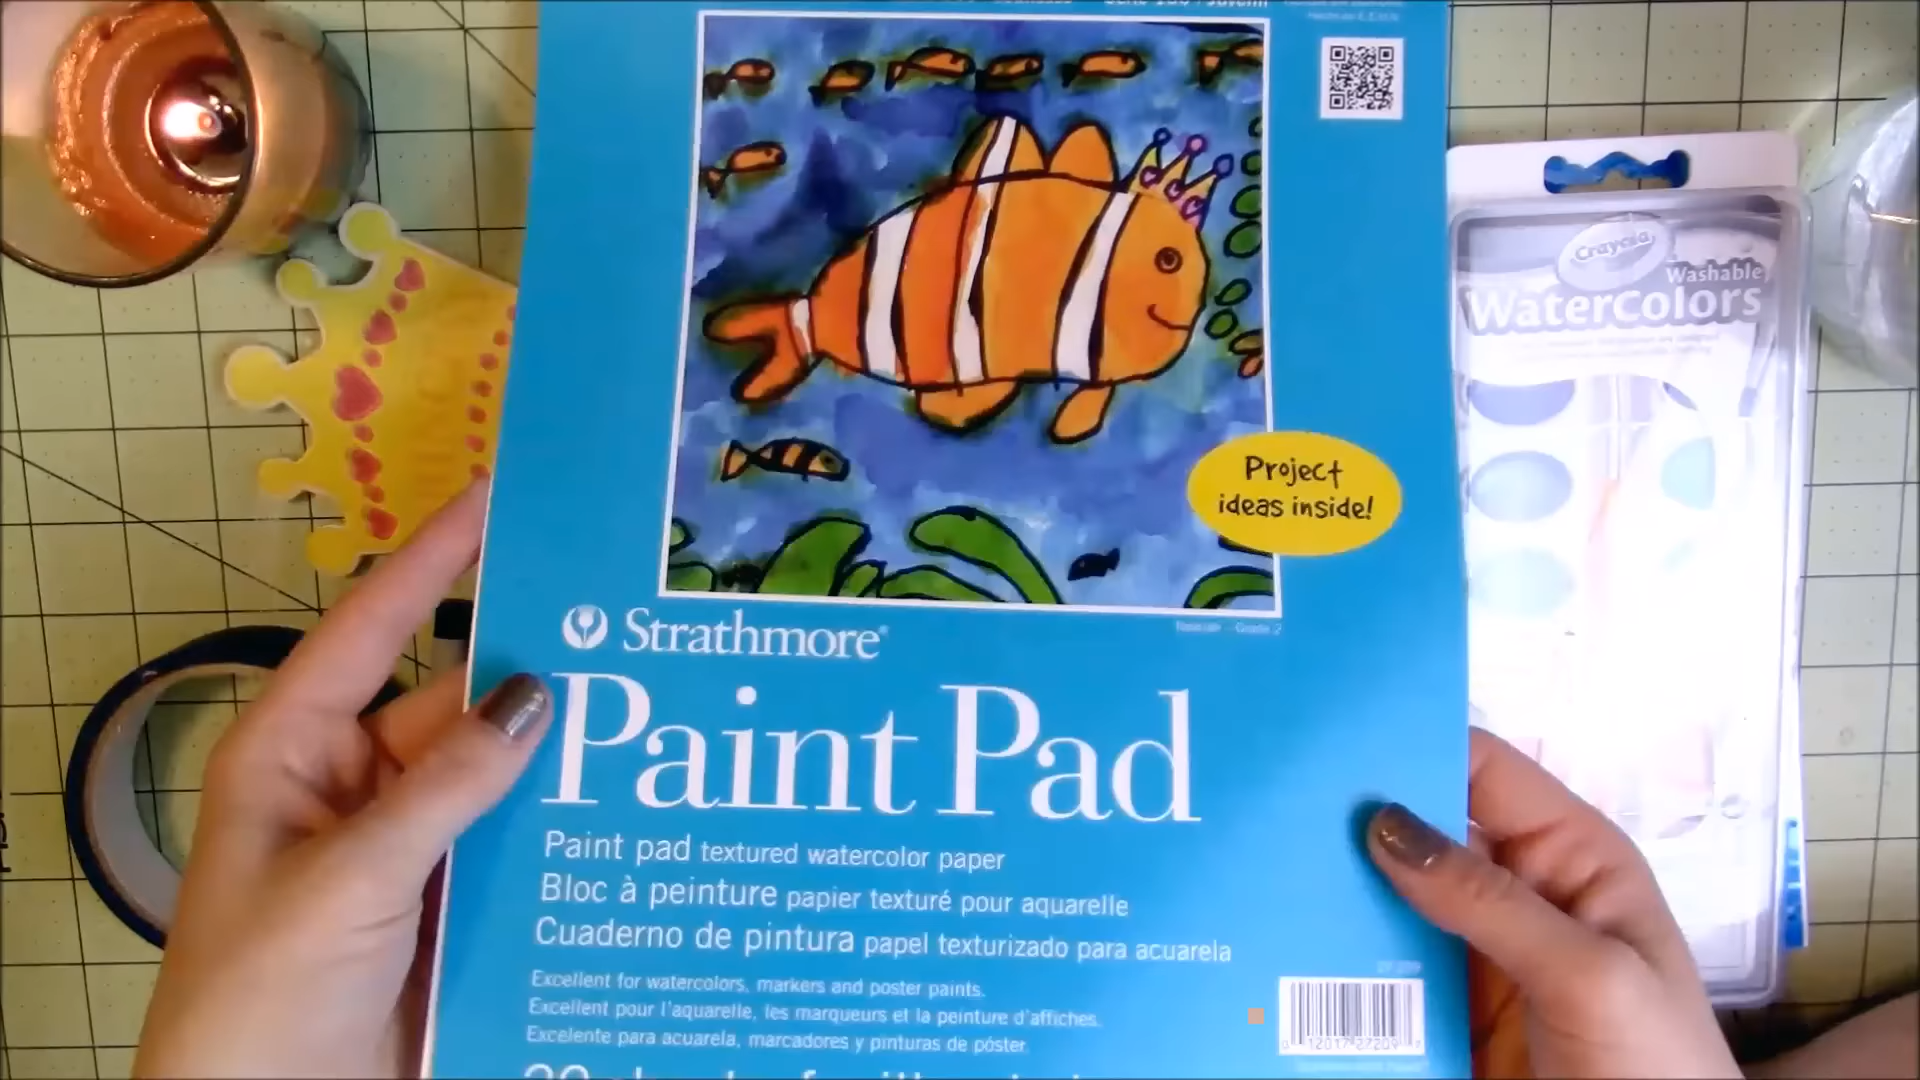 Project
ideas inside!
Strathmore®
Paint Pad
Paint pad textured watercolor paper
Bloc à peinture papier texturé pour aquarelle
Cuaderno de pintura papel texturizado para acuarela
Excellent for watercolors, markers and poster paints.
Excellent pour l'aquarelle, les marqueurs et la peinture d'affiches.
Excelente para acuarela, marcadores y pinturas de póster.
Crayola
Washable
Watercolors